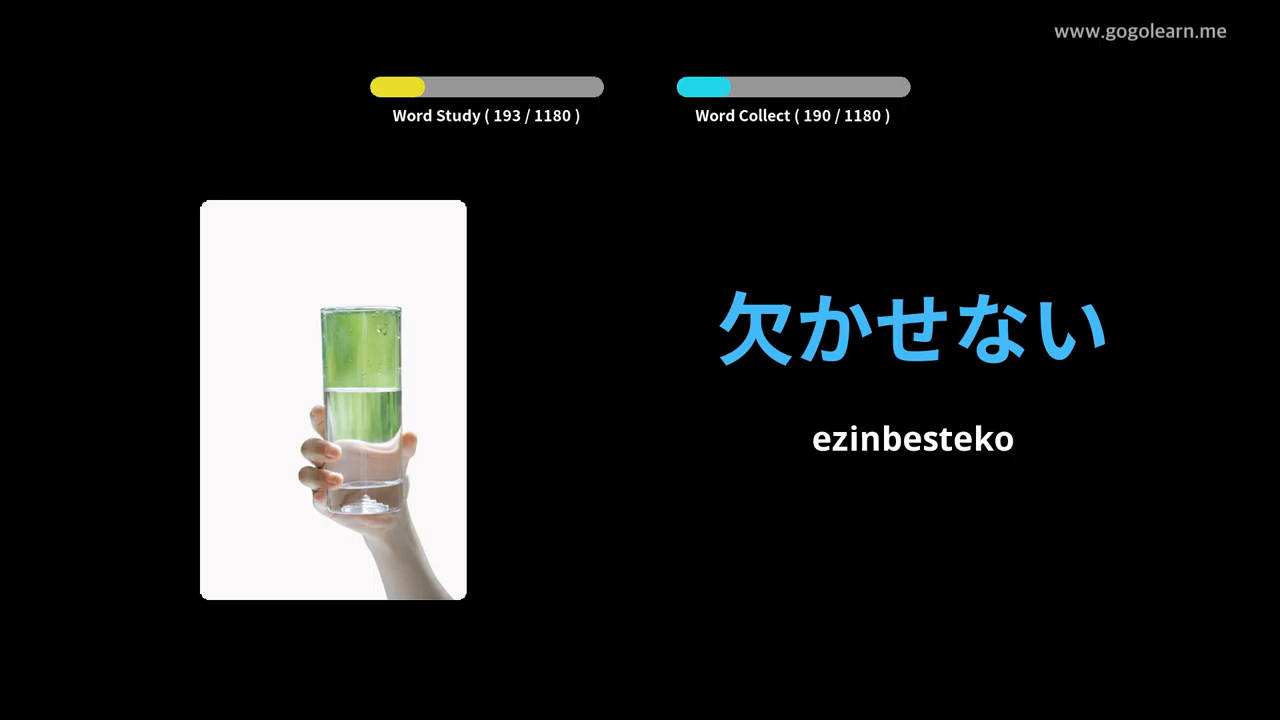 www.gogolearn.me
Word Study ( 193 / 1180 )
Word Collect ( 190 / 1180 )
欠かせない
ezinbesteko